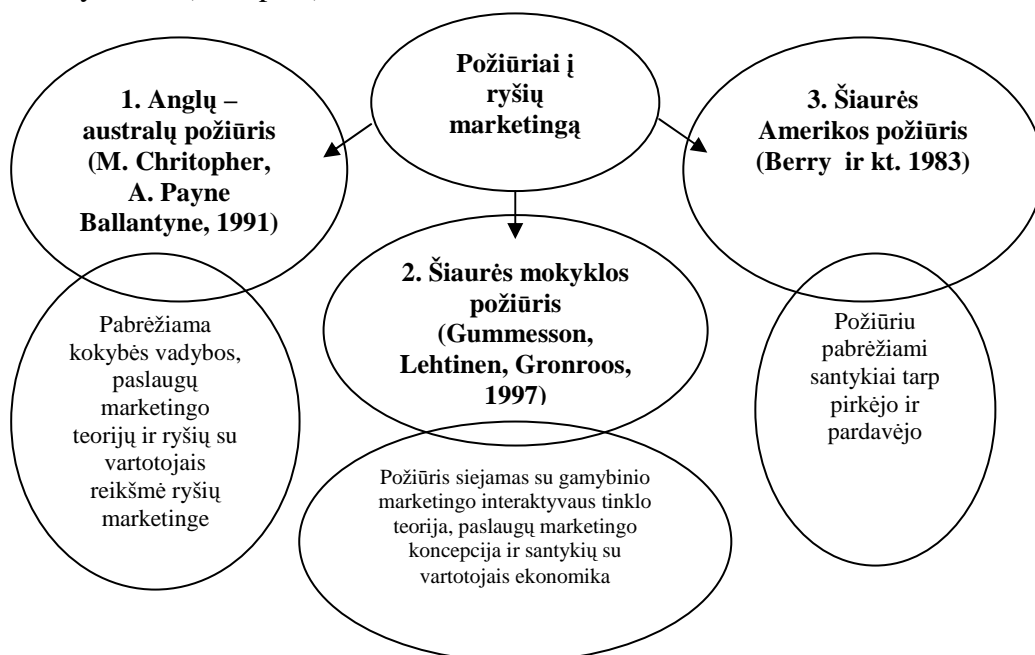 Požiūriai į
ryšių
marketingą
1. Anglų –
australų požiūris
(M. Chritopher,
A. Payne
Ballantyne, 1991)
Pabrėžiama
kokybės vadybos,
paslaugų
marketingo
teorijų ir ryšių su
vartotojais
reikšmė ryšių
marketinge
2. Šiaurės mokyklos
požiūris
(Gummesson,
Lehtinen, Gronroos,
1997)
Požiūris siejamas su gamybinio
marketingo interaktyvaus tinklo
teorija, paslaugų marketingo
koncepcija ir santykių su
vartotojais ekonomika
3. Šiaurės
Amerikos požiūris
(Berry ir kt. 1983)
Požiūriu
pabrėžiami
santykiai tarp
pirkėjo ir
pardavėjo